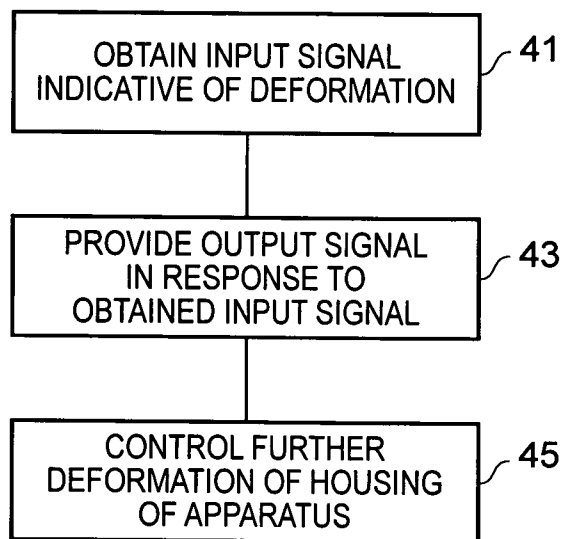 OBTAIN INPUT SIGNAL
INDICATIVE OF DEFORMATION
41
PROVIDE OUTPUT SIGNAL
IN RESPONSE TO
OBTAINED INPUT SIGNAL
43
CONTROL FURTHER
DEFORMATION OF HOUSING
OF APPARATUS
45